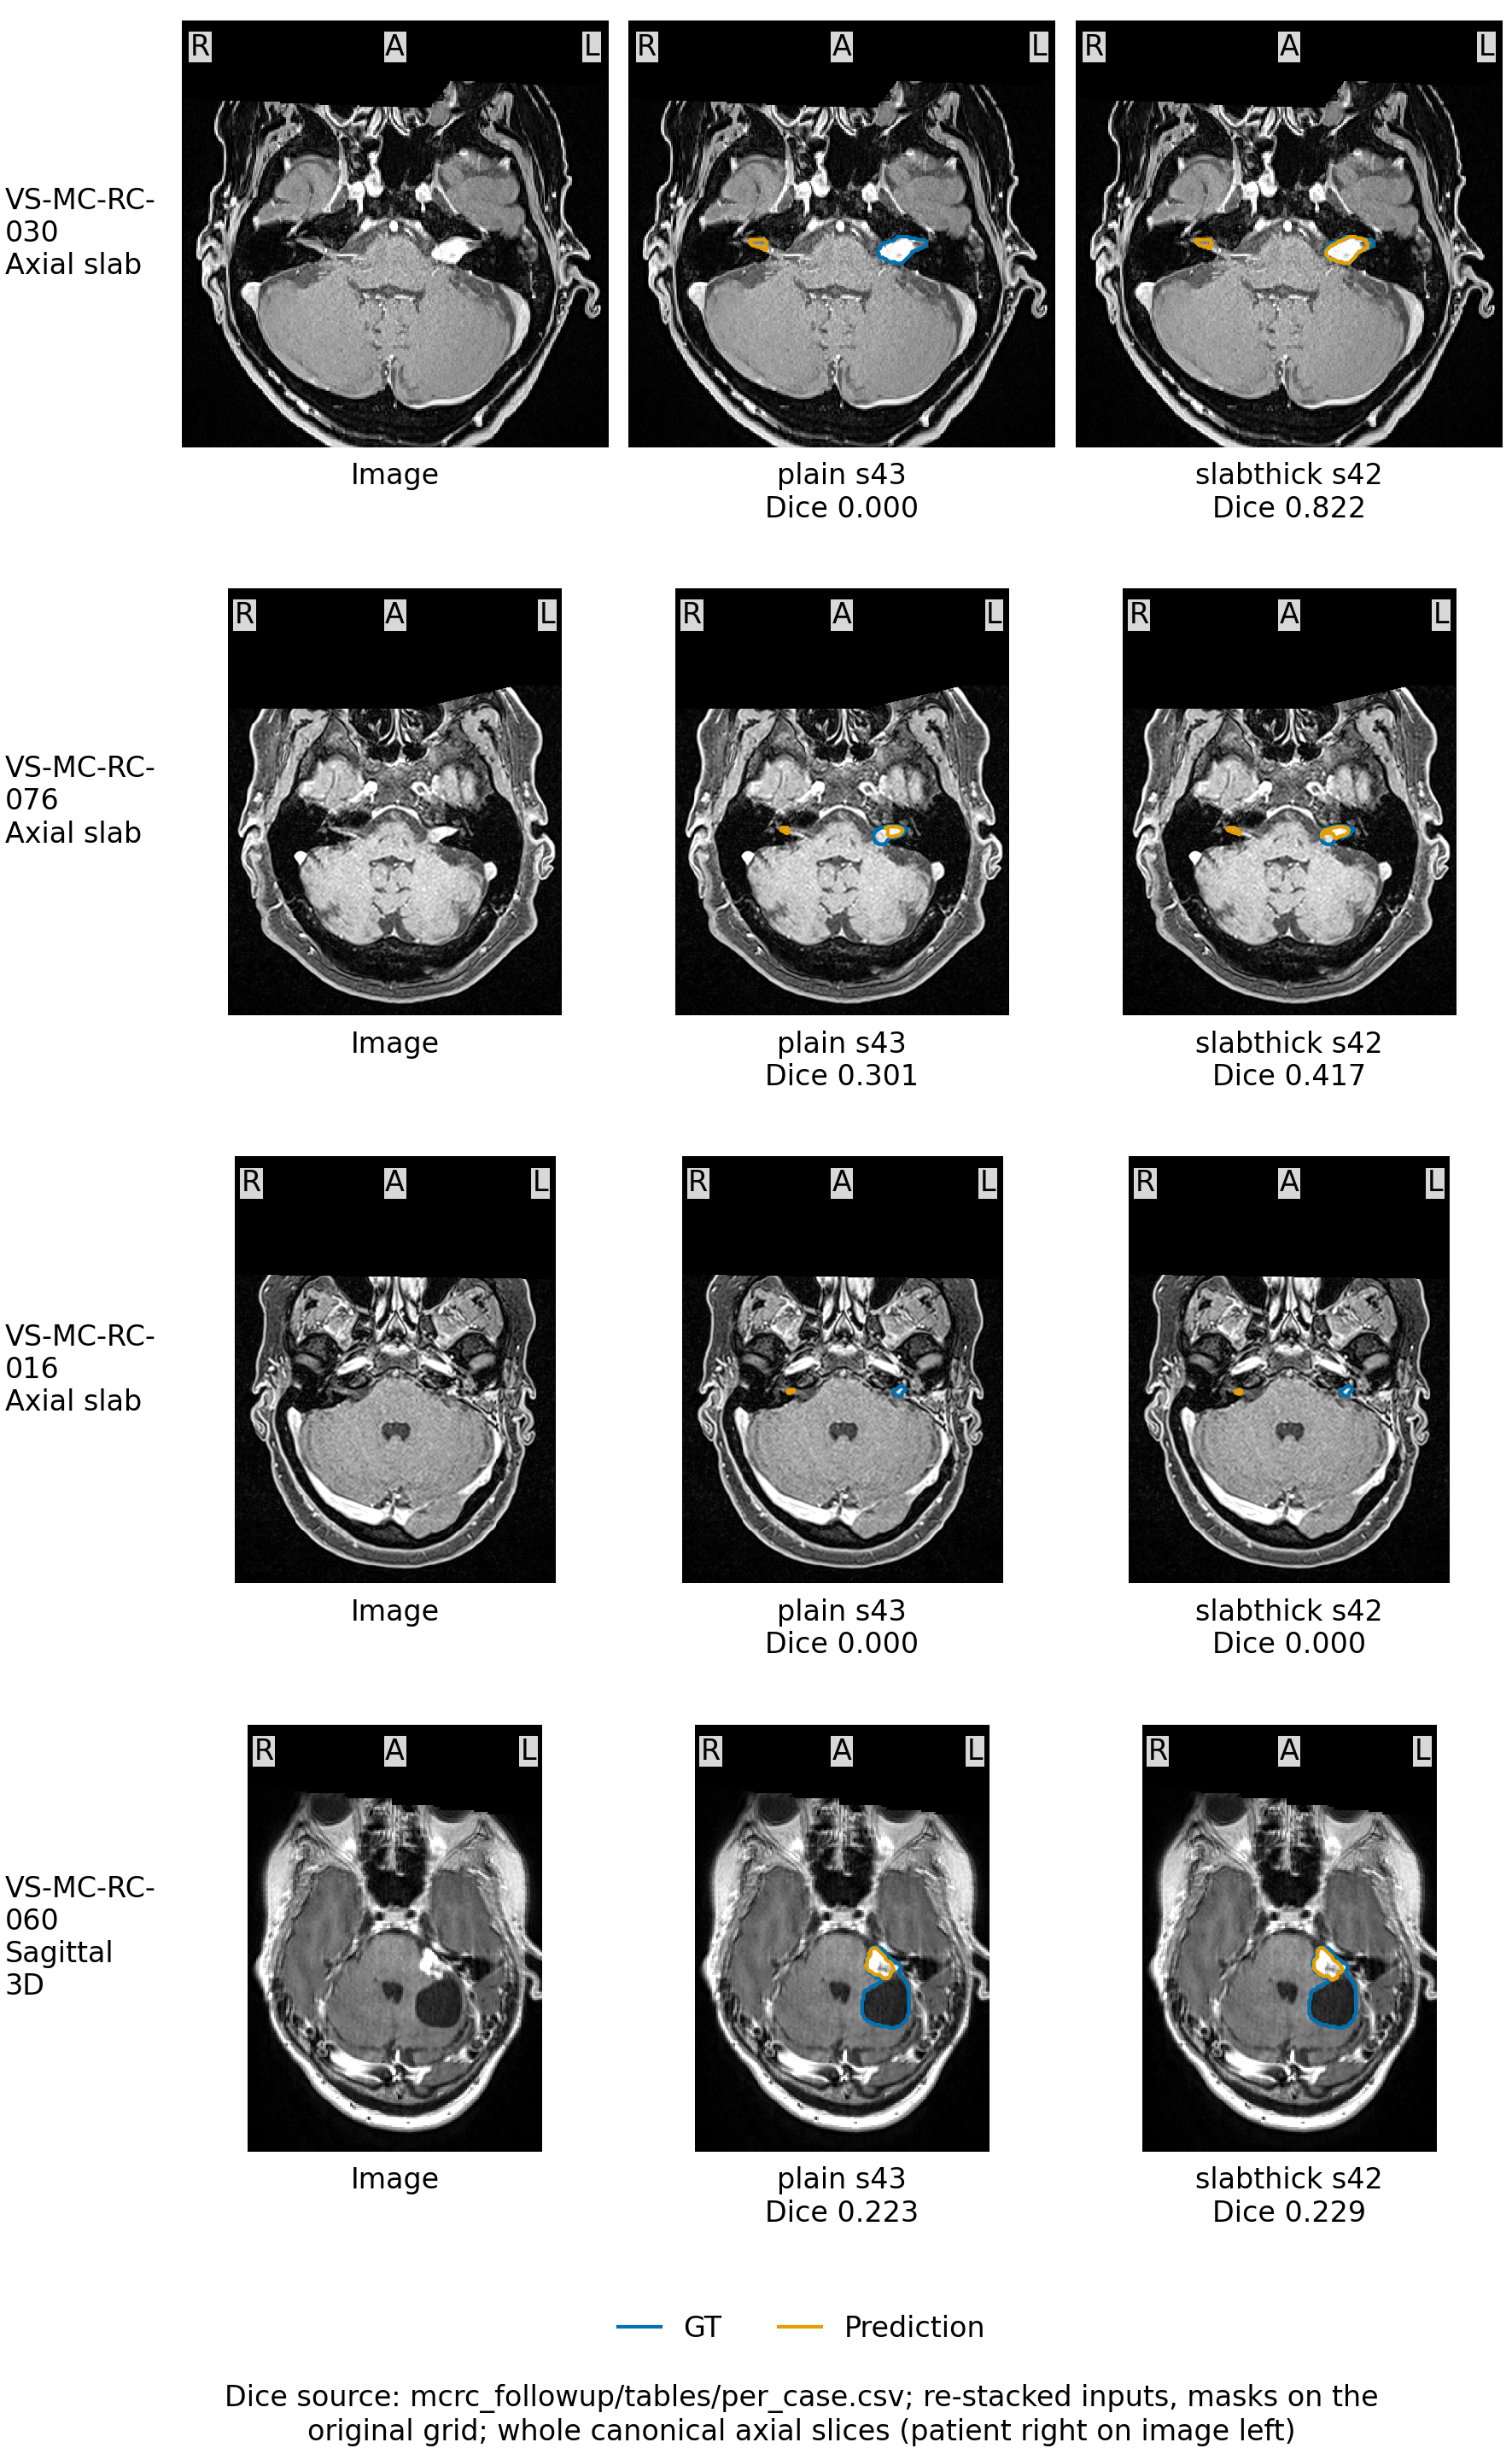 R A L R A L R A L
VS-MC-RC-
030
Axial slab
Image
plain s43
Dice 0.000
slabthick s42
Dice 0.822
R A L R A L R A L
VS-MC-RC-
076
Axial slab
Image
plain s43
Dice 0.301
slabthick s42
Dice 0.417
R A L R A L R A L
VS-MC-RC-
016
Axial slab
Image
plain s43
Dice 0.000
slabthick s42
Dice 0.000
R A L R A L R A L
VS-MC-RC-
060
Sagittal
3D
Image
plain s43
Dice 0.223
slabthick s42
Dice 0.229
GT Prediction
Dice source: mcrc_followup/tables/per_case.csv; re-stacked inputs, masks on the
original grid; whole canonical axial slices (patient right on image left)